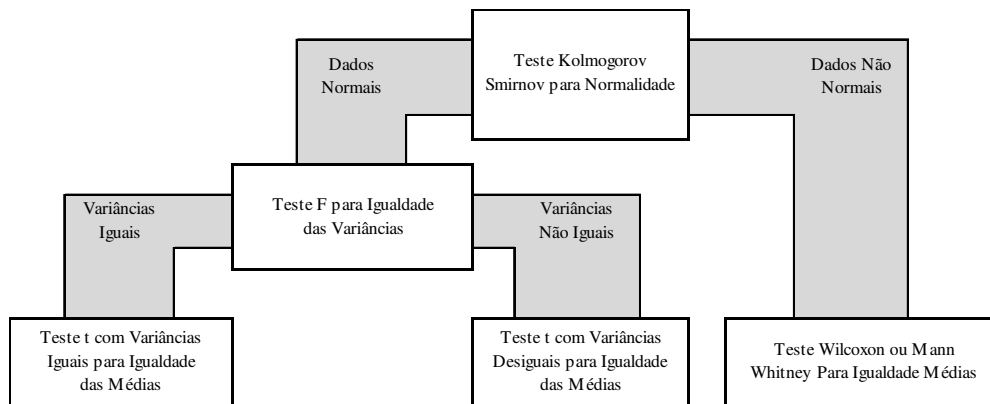 Teste Kolmogorov
Smirnov para Normalidade
Dados
Normais
Dados Não
Normais
Teste F para Igualdade
das Variâncias
Variâncias
Iguais
Variâncias
Não Iguais
Teste t com Variâncias
Iguais para Igualdade
das Médias
Teste t com Variâncias
Desiguais para Igualdade
das Médias
Teste Wilcoxon ou Mann
Whitney Para Igualdade Médias